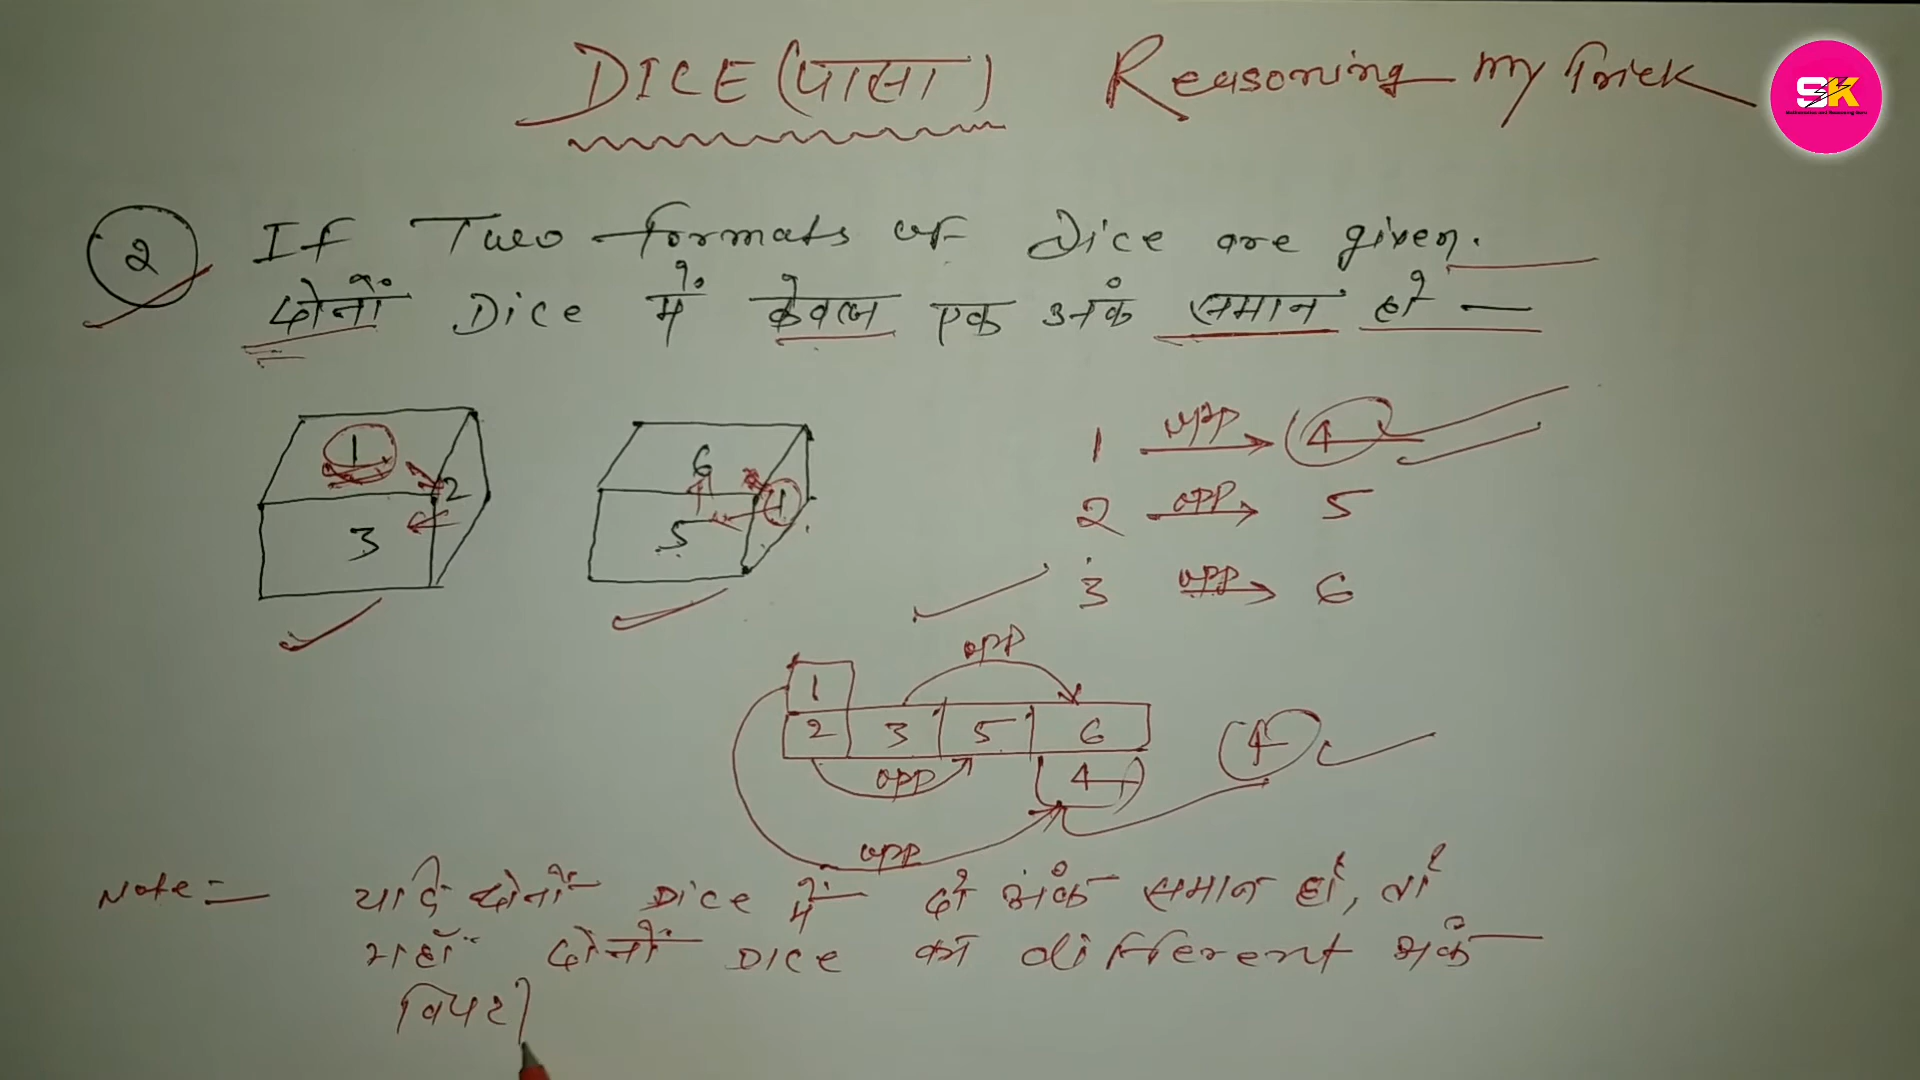 DICE (पासा) Reasoning my Trick
SK
2 If Two formats of Dice are given.
दोनों Dice में केवल एक अंक समान हो —
1 2 3
6 1 5
1 opp 4
2 opp 5
3 opp 6
opp
1
2 3 5 6 4
opp 4
opp
Note :- यदि दोनों Dice में दो अंक समान हों, तो
वहाँ दोनों Dice का different अंक
विपरी